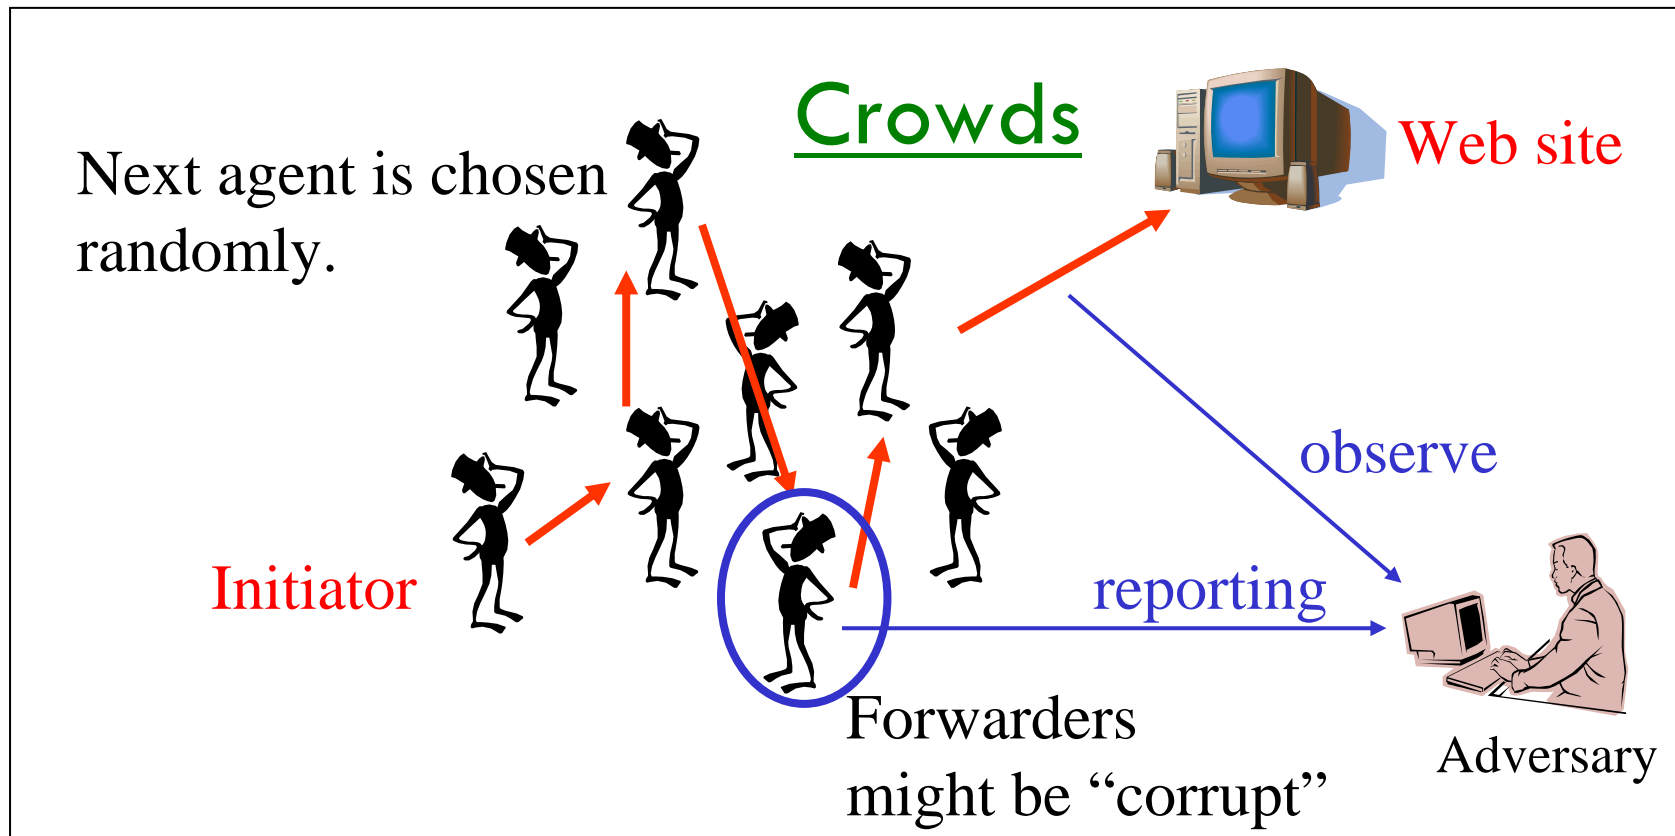 Crowds
Web site
Next agent is chosen
randomly.
observe
Initiator
reporting
Forwarders
might be “corrupt”
Adversary